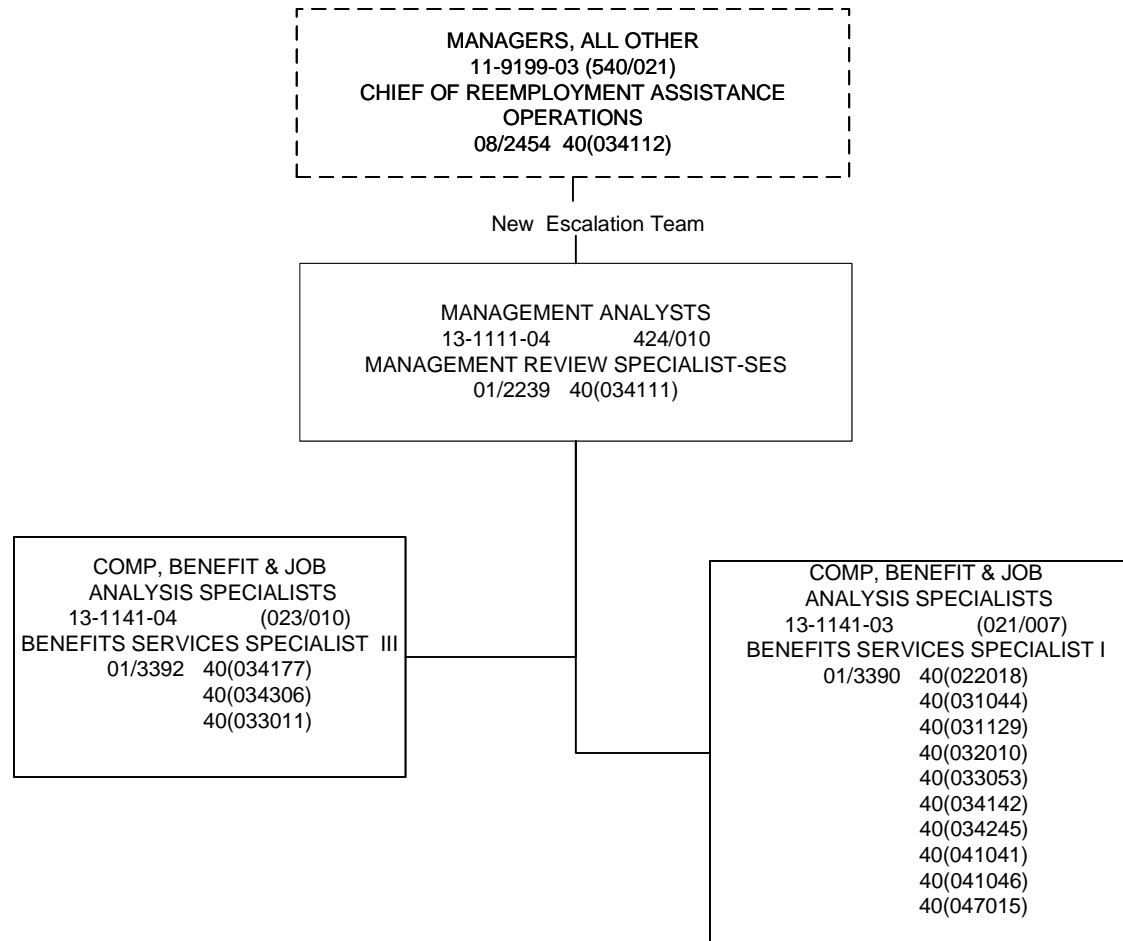 MANAGERS, ALL OTHER
11-9199-03 (540/021)
CHIEF OF REEMPLOYMENT ASSISTANCE
OPERATIONS
08/2454 40(034112)
New Escalation Team
MANAGEMENT ANALYSTS
13-1111-04 424/010
MANAGEMENT REVIEW SPECIALIST-SES
01/2239 40(034111)
COMP, BENEFIT & JOB
ANALYSIS SPECIALISTS
13-1141-04 (023/010)
BENEFITS SERVICES SPECIALIST III
01/3392 40(034177)
40(034306)
40(033011)
COMP, BENEFIT & JOB
ANALYSIS SPECIALISTS
13-1141-03 (021/007)
BENEFITS SERVICES SPECIALIST I
01/3390 40(022018)
40(031044)
40(031129)
40(032010)
40(033053)
40(034142)
40(034245)
40(041041)
40(041046)
40(047015)